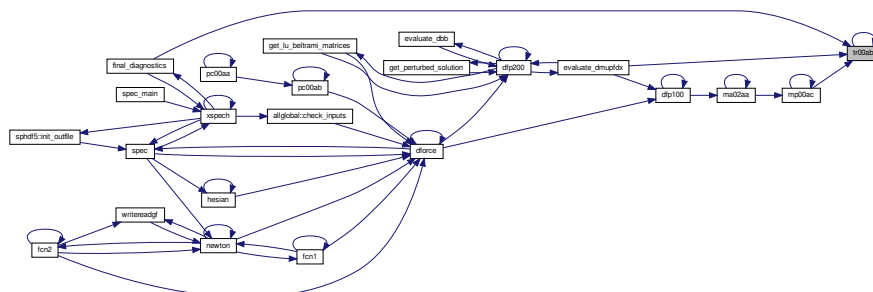 evaluate_dbb
get_lu_beltrami_matrices
tr00ab
final_diagnostics
get_perturbed_solution
dfp200
evaluate_dmupfdx
pc00aa
pc00ab
spec_main
dfp100
ma02aa
mp00ac
xspech
allglobal::check_inputs
sphdf5::init_outfile
spec
dforce
hesian
writereadgf
fcn2
newton
fcn1